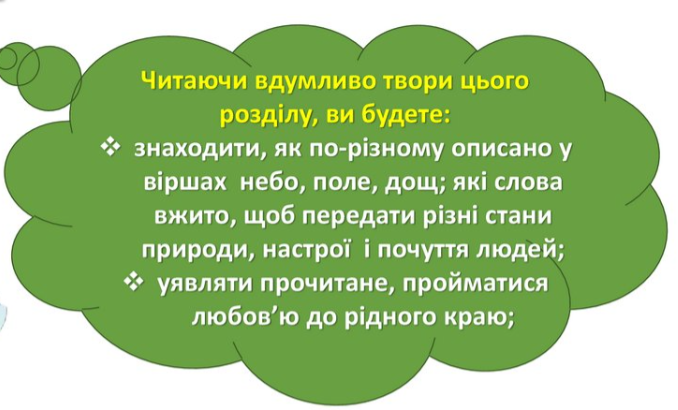 Читаючи вдумливо твори цього
розділу, ви будете:
❖ знаходити, як по-різному описано у
віршах небо, поле, дощ; які слова
вжито, щоб передати різні стани
природи, настрої і почуття людей;
❖ уявляти прочитане, пройматися
любов’ю до рідного краю;